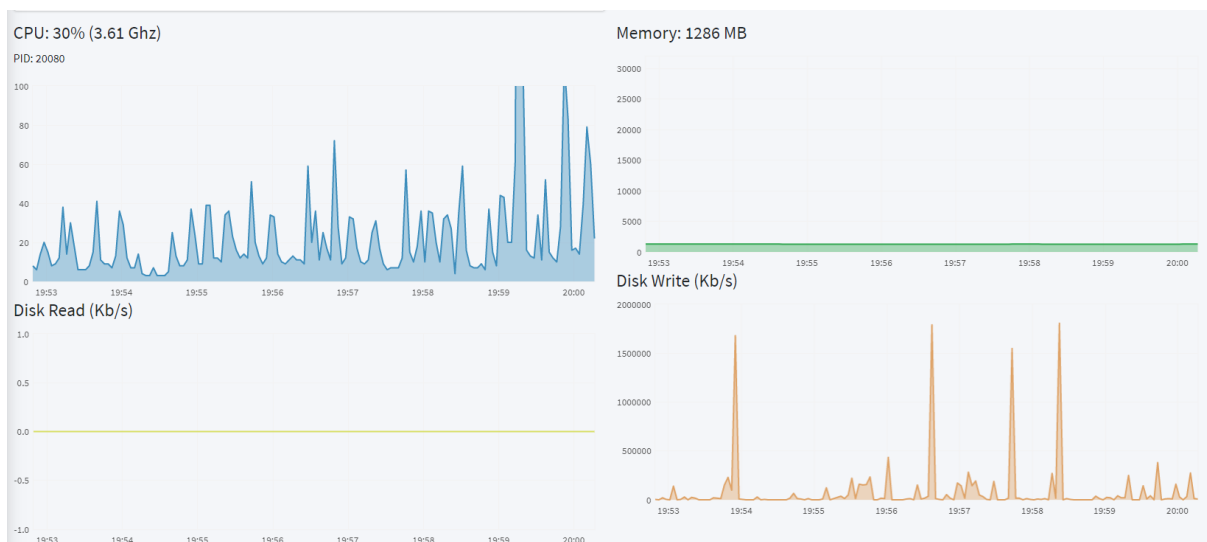 CPU: 30% (3.61 Ghz)
PID: 20080
100
80
60
40
20
0
19:53 19:54 19:55 19:56 19:57 19:58 19:59 20:00
Memory: 1286 MB
30000
25000
20000
15000
10000
5000
0
19:53 19:54 19:55 19:56 19:57 19:58 19:59 20:00
Disk Read (Kb/s)
1.0
0.5
0.0
-0.5
-1.0
19:53 19:54 19:55 19:56 19:57 19:58 19:59 20:00
Disk Write (Kb/s)
2000000
1500000
1000000
500000
0
19:53 19:54 19:55 19:56 19:57 19:58 19:59 20:00